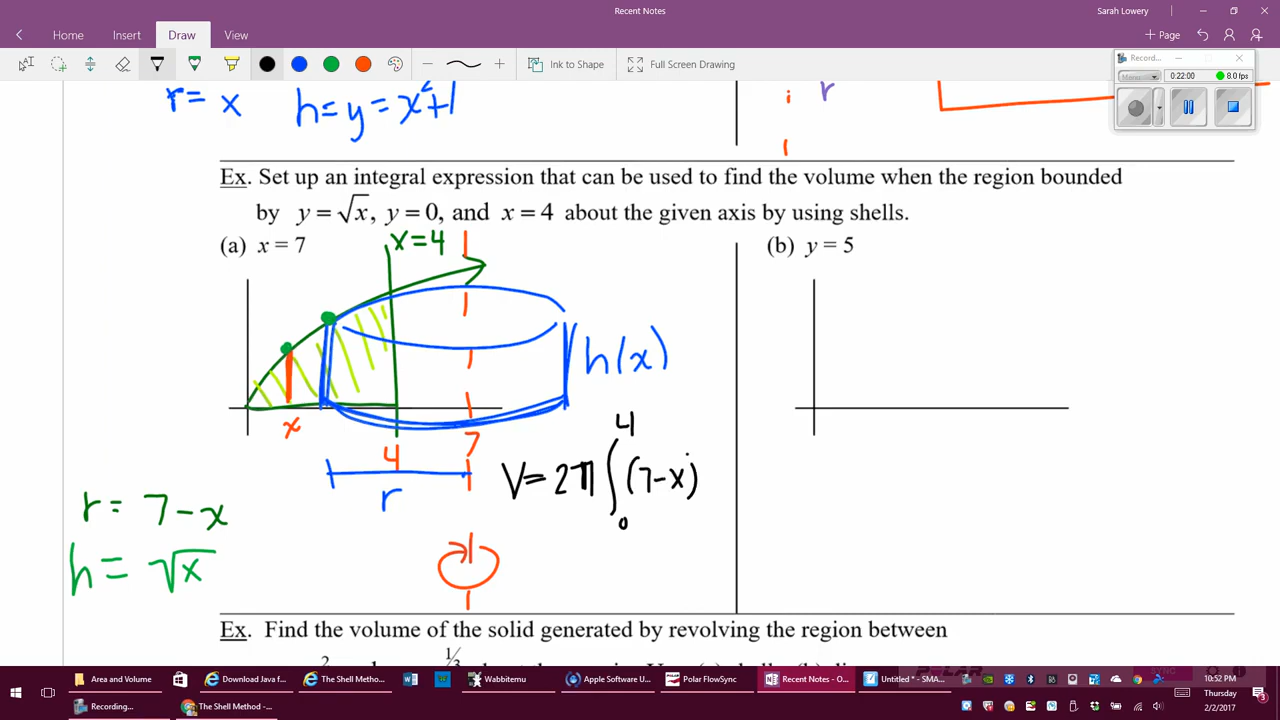 Recent Notes
Sarah Lowery
Home Insert Draw View
Page
Ink to Shape Full Screen Drawing
Record...
0:22:00 8.0 fps
r= x h=y=x²+1
r
Ex. Set up an integral expression that can be used to find the volume when the region bounded
by y = √x, y = 0, and x = 4 about the given axis by using shells.
(a) x = 7
(b) y = 5
x=4
h(x)
x
4
7
r
V=2π ∫₀⁴ (7-x)
r= 7-x
h= √x
Ex. Find the volume of the solid generated by revolving the region between
2 1/3
Area and Volume
Download Java f...
The Shell Metho...
Wabbitemu
Apple Software U...
Polar FlowSync
Recent Notes - O...
Untitled * - SMA...
10:52 PM
Recording...
The Shell Method -...
Thursday
2/2/2017
3